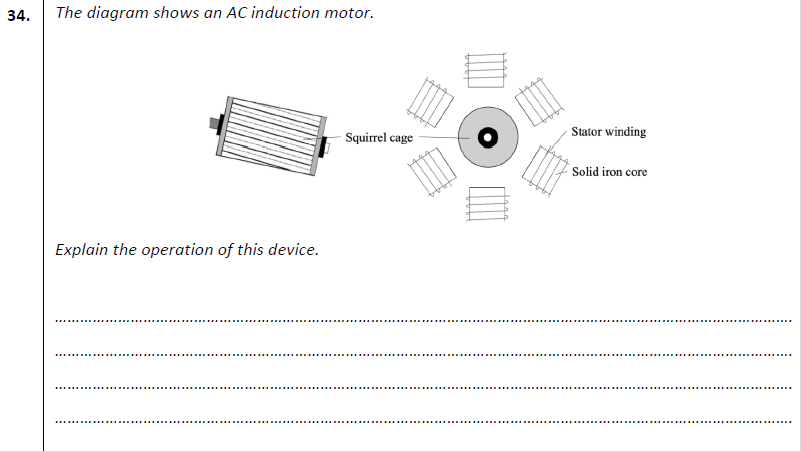 34.
The diagram shows an AC induction motor.
Squirrel cage
Stator winding
Solid iron core
Explain the operation of this device.